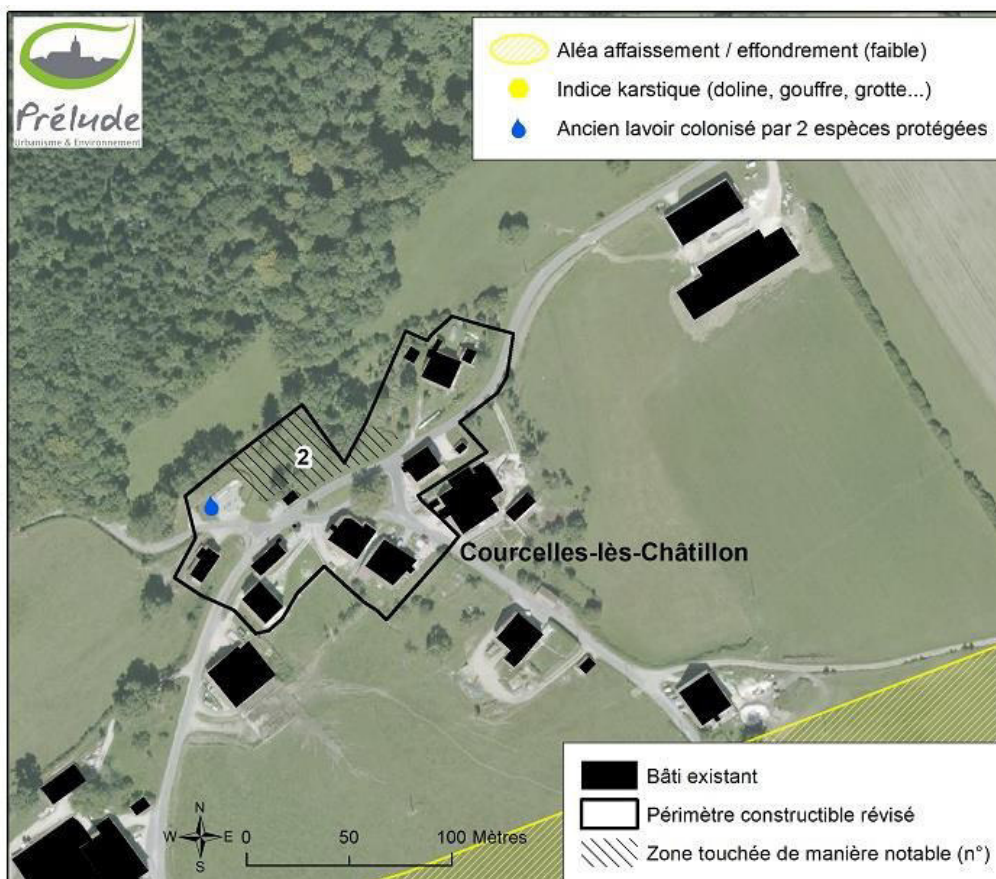 Prélude
Urbanisme & Environnement
Aléa affaissement / effondrement (faible)
Indice karstique (doline, gouffre, grotte...)
Ancien lavoir colonisé par 2 espèces protégées
2
Courcelles-lès-Châtillon
N
W E
S
0 50 100 Mètres
Bâti existant
Périmètre constructible révisé
Zone touchée de manière notable (n°)